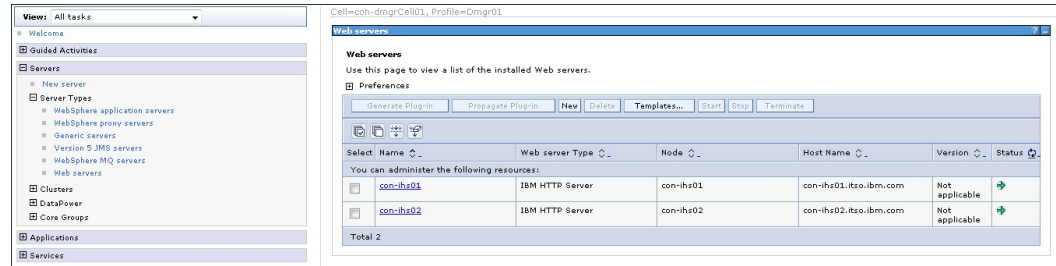 View: All tasks
Welcome
Guided Activities
Servers
New server
Server Types
WebSphere application servers
WebSphere proxy servers
Generic servers
Version 5 JMS servers
WebSphere MQ servers
Web servers
Clusters
DataPower
Core Groups
Applications
Services
Cell=con-dmgrCell01, Profile=Dmgr01
Web servers ? -
Web servers
Use this page to view a list of the installed Web servers.
Preferences
Generate Plug-in Propagate Plug-in New Delete Templates... Start Stop Terminate
Select Name Web server Type Node Host Name Version Status
You can administer the following resources:
con-ihs01 IBM HTTP Server con-ihs01 con-ihs01.itso.ibm.com Not applicable
con-ihs02 IBM HTTP Server con-ihs02 con-ihs02.itso.ibm.com Not applicable
Total 2